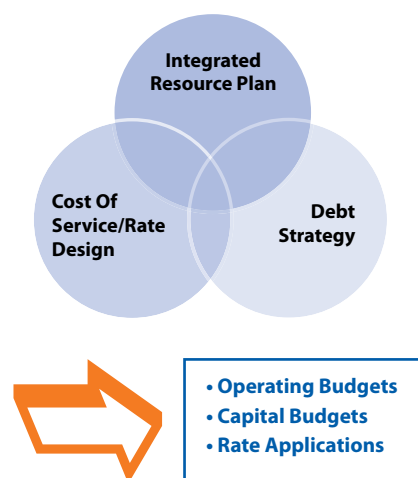 Integrated
Resource Plan
Cost Of
Service/Rate
Design
Debt
Strategy
• Operating Budgets
• Capital Budgets
• Rate Applications